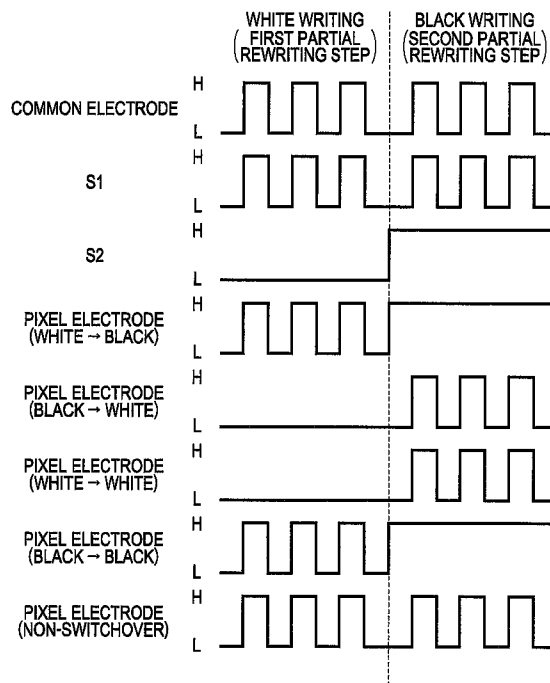 WHITE WRITING
( FIRST PARTIAL
REWRITING STEP )
BLACK WRITING
( SECOND PARTIAL
REWRITING STEP )
COMMON ELECTRODE
H
L
S1
H
L
S2
H
L
PIXEL ELECTRODE
(WHITE → BLACK)
H
L
PIXEL ELECTRODE
(BLACK → WHITE)
H
L
PIXEL ELECTRODE
(WHITE → WHITE)
H
L
PIXEL ELECTRODE
(BLACK → BLACK)
H
L
PIXEL ELECTRODE
(NON-SWITCHOVER)
H
L